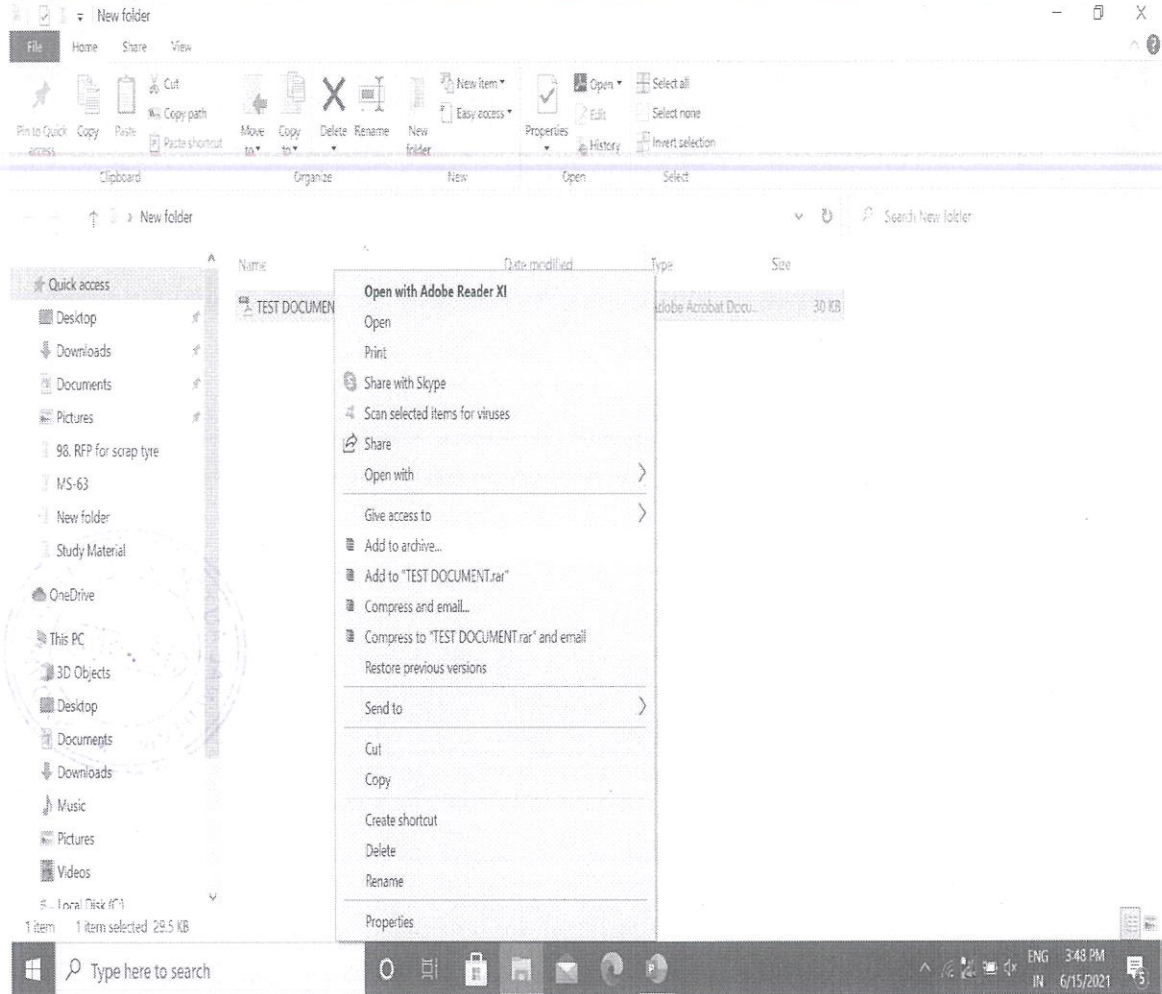 New folder
File Home Share View
Pin to Quick access
Copy
Paste
Cut
Copy path
Paste shortcut
Move to
Copy to
Delete
Rename
New folder
New item
Easy access
Properties
Open
Edit
History
Select all
Select none
Invert selection
Clipboard Organize New Open Select
New folder
Search New folder
Name Date modified Type Size
TEST DOCUMEN
Adobe Acrobat Docu... 30 KB
Quick access
Desktop
Downloads
Documents
Pictures
98. RFP for scrap tyre
MS-63
New folder
Study Material
OneDrive
This PC
3D Objects
Desktop
Documents
Downloads
Music
Pictures
Videos
Local Disk (C:)
Open with Adobe Reader XI
Open
Print
Share with Skype
Scan selected items for viruses
Share
Open with
Give access to
Add to archive...
Add to "TEST DOCUMENT.rar"
Compress and email...
Compress to "TEST DOCUMENT.rar" and email
Restore previous versions
Send to
Cut
Copy
Create shortcut
Delete
Rename
Properties
1 item 1 item selected 29.5 KB
Type here to search
ENG 3:48 PM
IN 6/15/2021
5